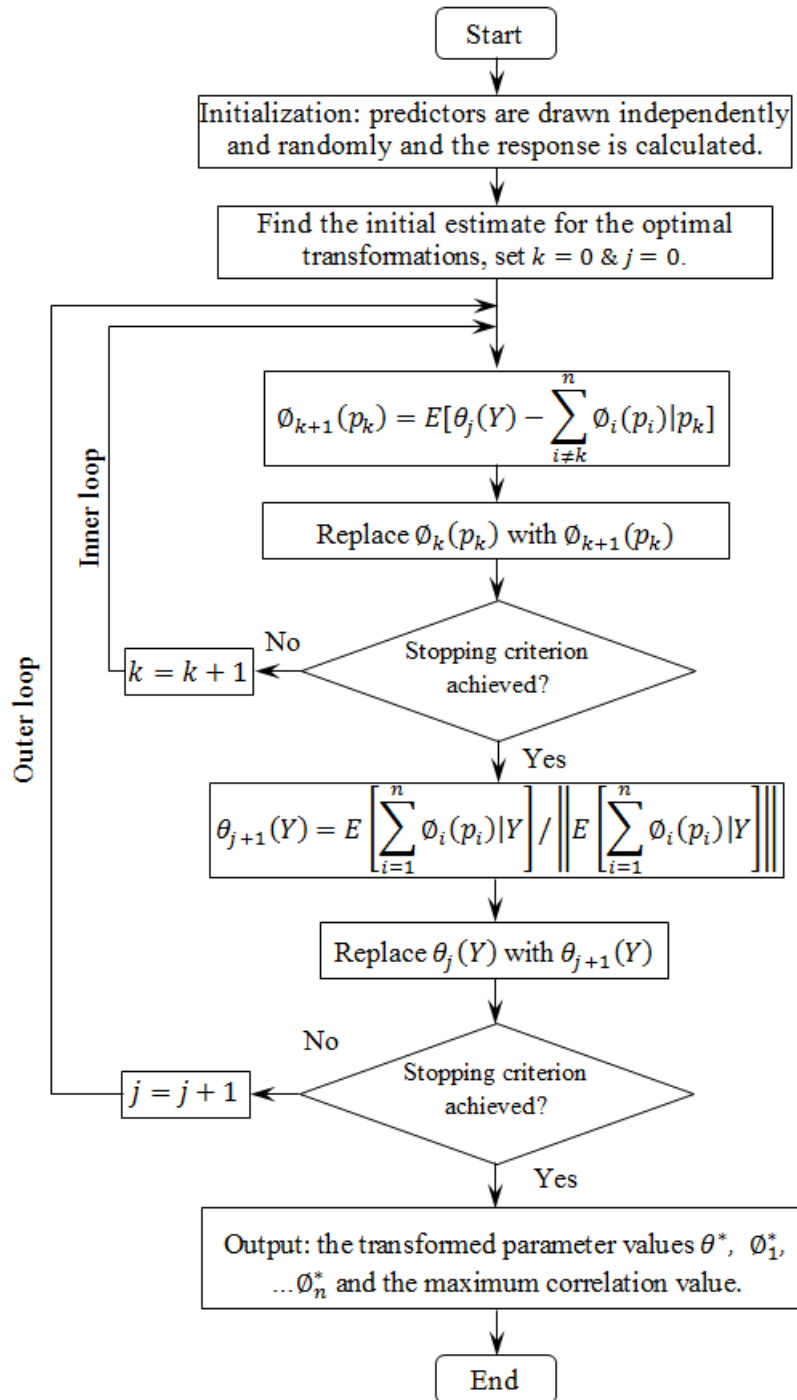 Start
Initialization: predictors are drawn independently
and randomly and the response is calculated.
Find the initial estimate for the optimal
transformations, set k = 0 & j = 0.
∅ₖ₊₁(pₖ) = E[θⱼ(Y) − ∑ⁿᵢ≠ₖ ∅ᵢ(pᵢ)|pₖ]
Replace ∅ₖ(pₖ) with ∅ₖ₊₁(pₖ)
Inner loop
Outer loop
No
k = k + 1
Stopping criterion
achieved?
Yes
θⱼ₊₁(Y) = E [∑ⁿᵢ₌₁ ∅ᵢ(pᵢ)|Y] / ‖E [∑ⁿᵢ₌₁ ∅ᵢ(pᵢ)|Y]‖
Replace θⱼ(Y) with θⱼ₊₁(Y)
No
j = j + 1
Stopping criterion
achieved?
Yes
Output: the transformed parameter values θ*, ∅₁*,
...∅ₙ* and the maximum correlation value.
End